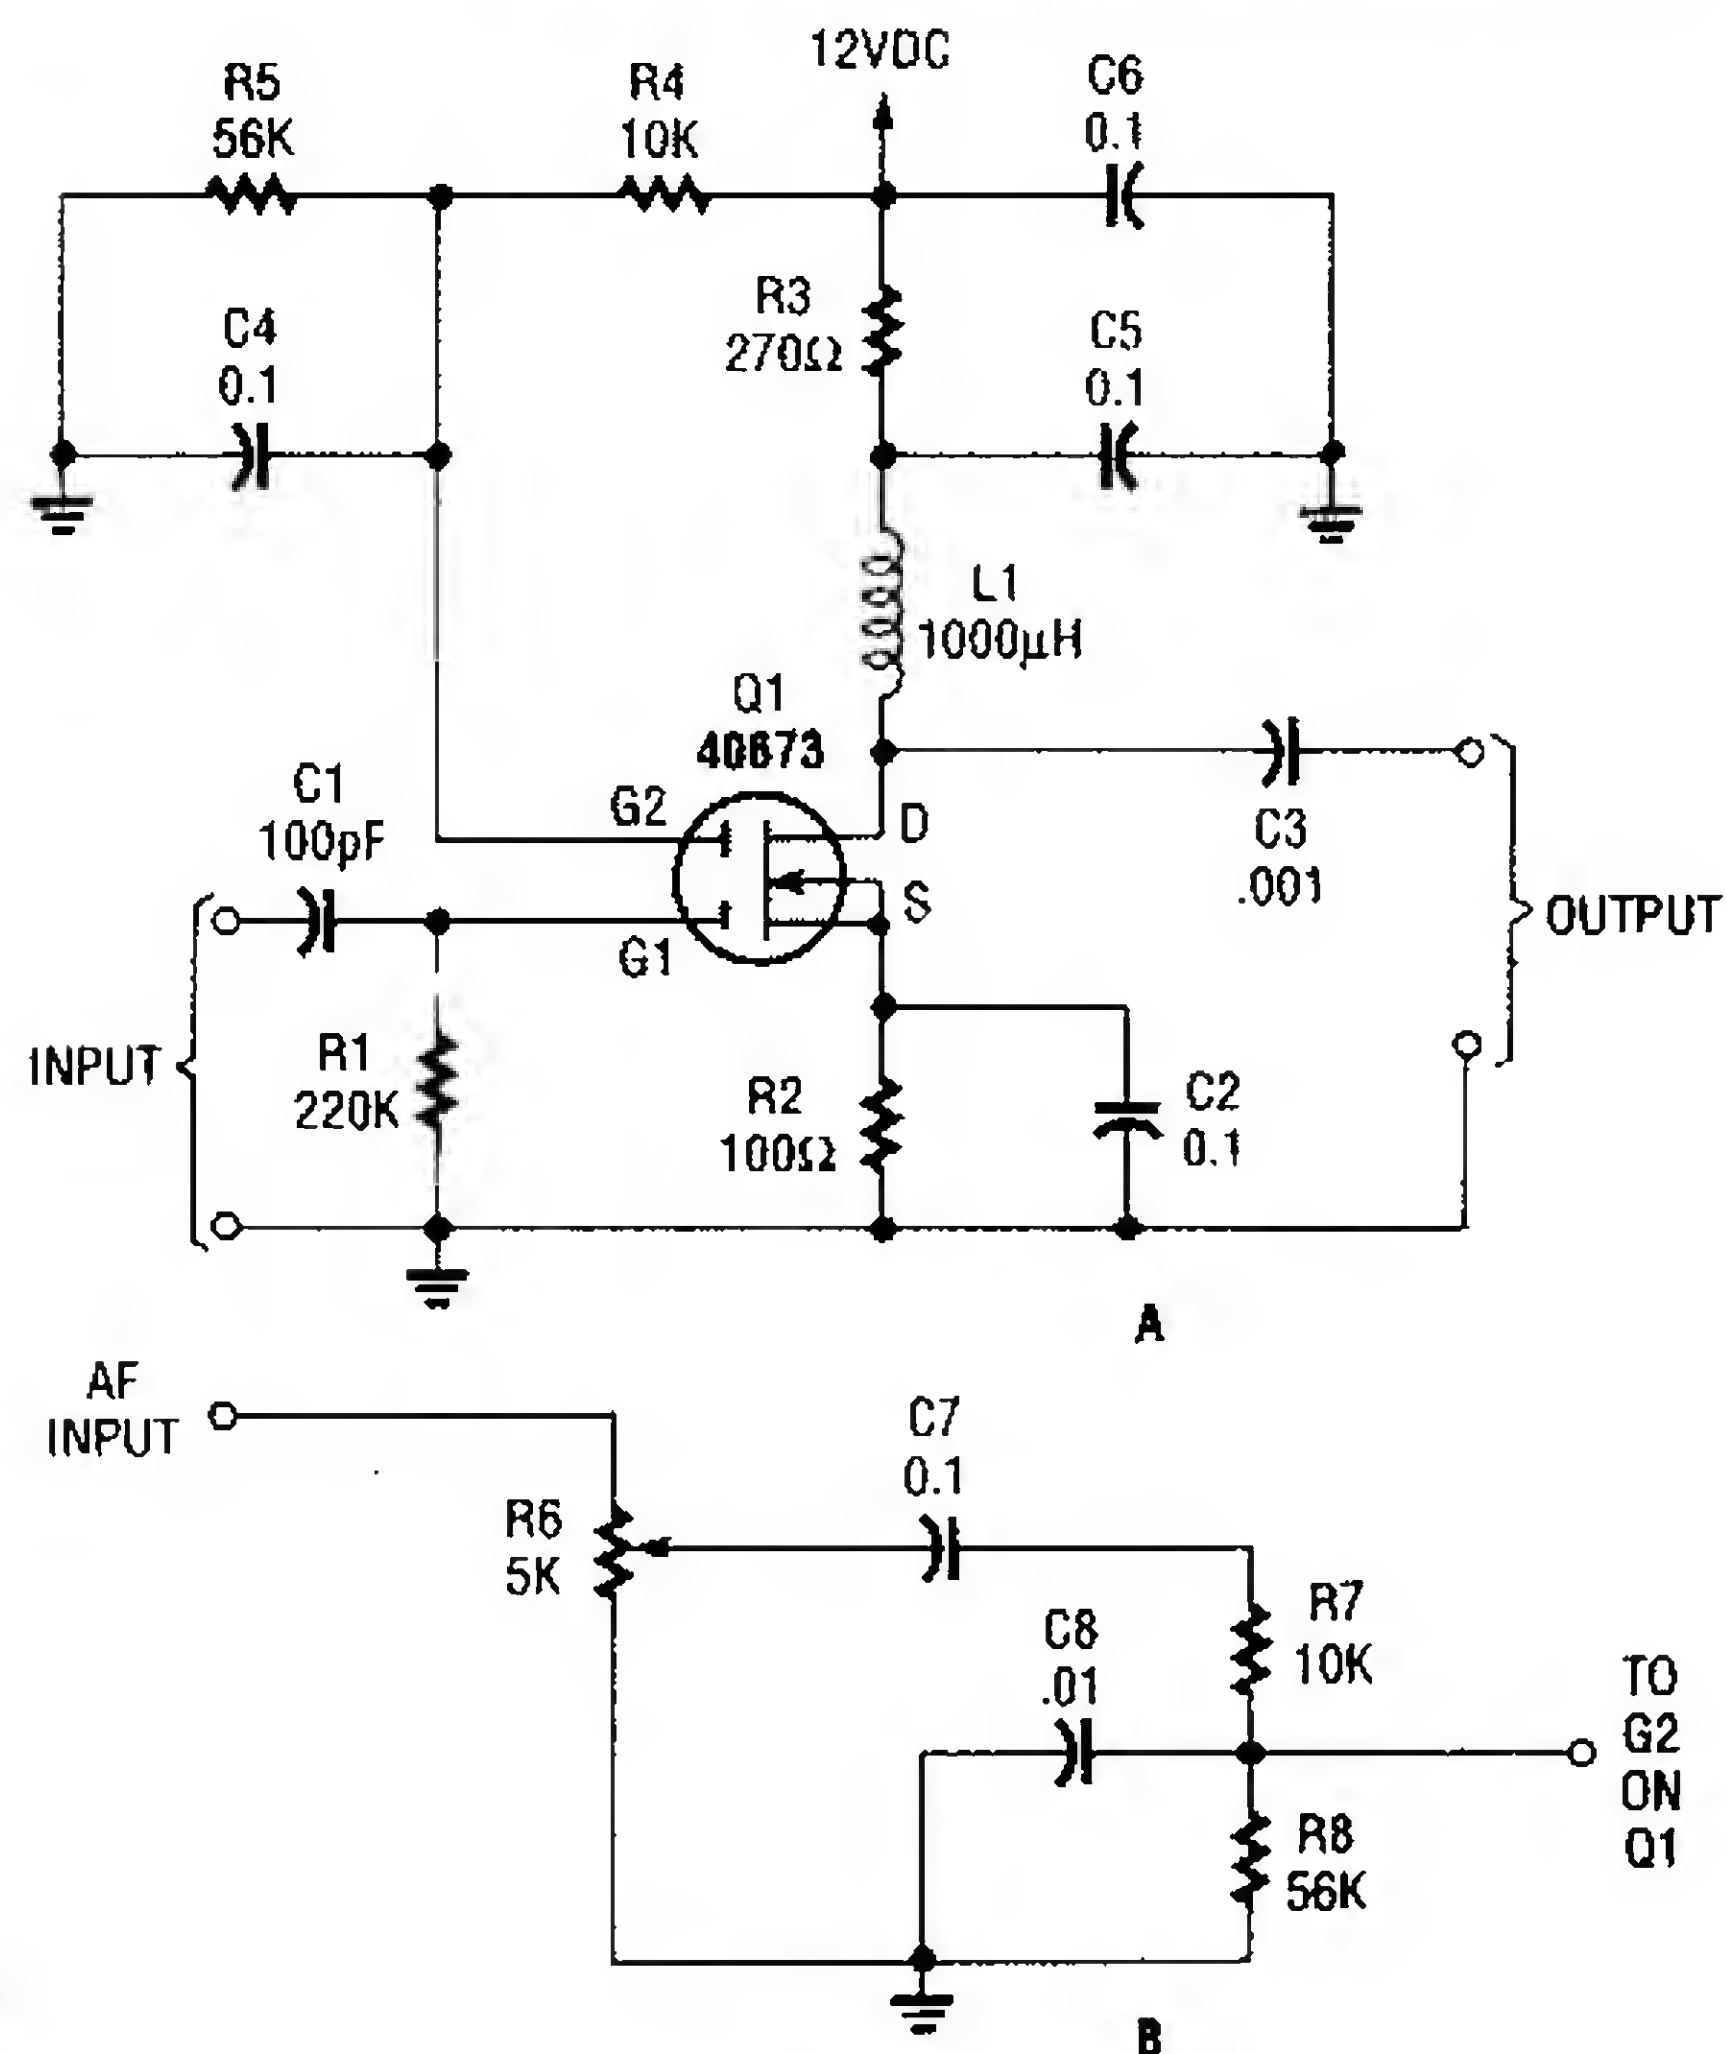 12VDC
R5
56K
R4
10K
C6
0.1
R3
270Ω
C4
0.1
C5
0.1
L1
1000µH
Q1
40673
C1
100pF
G2
D
S
G1
C3
.001
OUTPUT
INPUT
R1
220K
R2
100Ω
C2
0.1
A
AF
INPUT
C7
0.1
R6
5K
R7
10K
C8
.01
TO
G2
ON
Q1
R8
56K
B